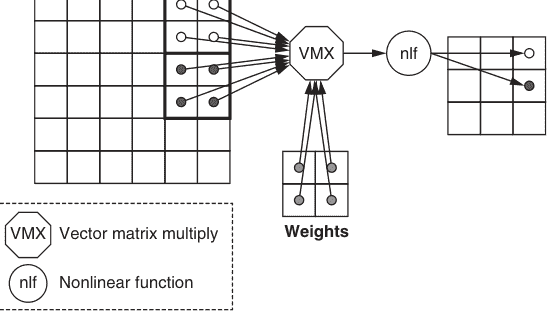 VMX
nlf
Weights
VMX Vector matrix multiply
nlf Nonlinear function